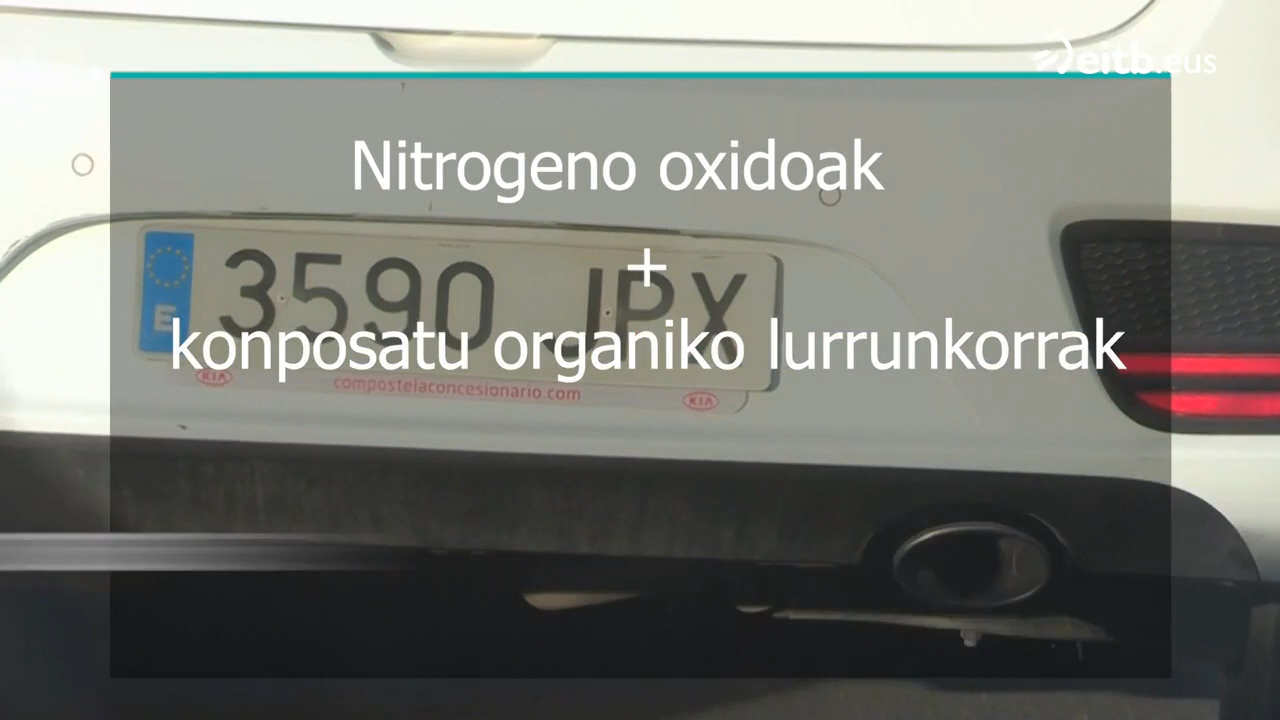 eitb.eus
Nitrogeno oxidoak
+
konposatu organiko lurrunkorrak
E 3590 JPX
KIA compostelaconcesionario.com KIA